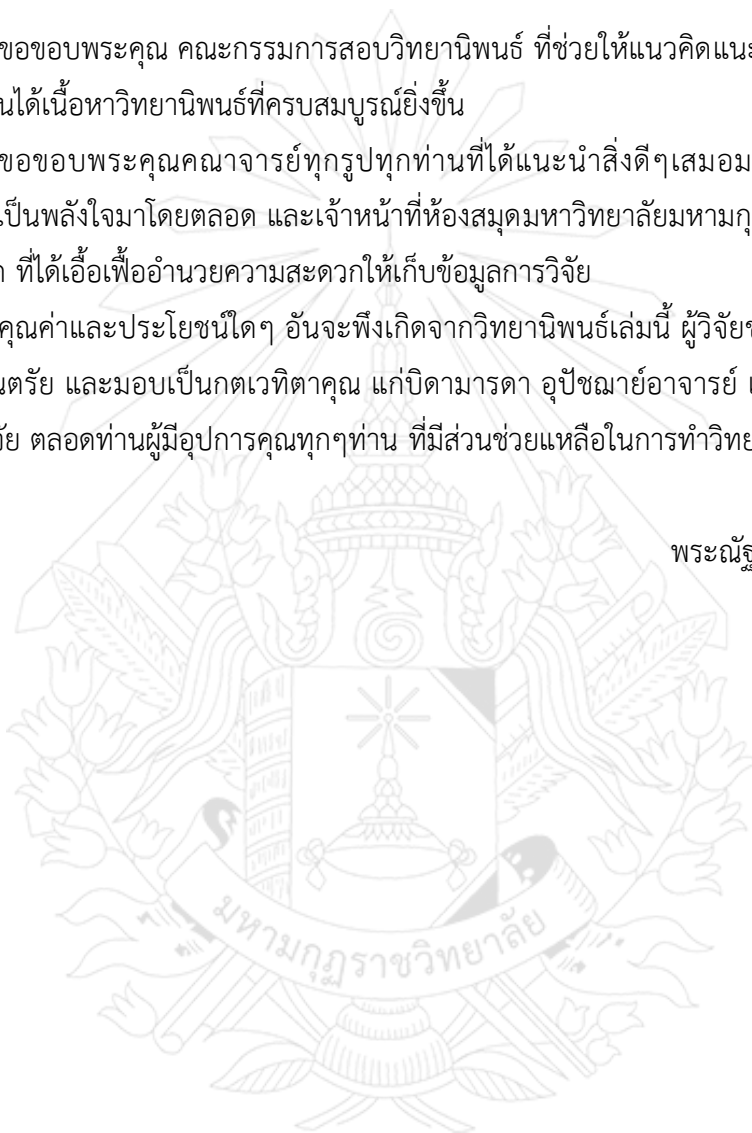 ขอขอบพระคุณ คณะกรรมการสอบวิทยานิพนธ์ ที่ช่วยให้แนวคิดแนะ
นได้เนื้อหาวิทยานิพนธ์ที่ครบสมบูรณ์ยิ่งขึ้น
ขอขอบพระคุณคณาจารย์ทุกรูปทุกท่านที่ได้แนะนำสิ่งดีๆเสมอม
เป็นพลังใจมาโดยตลอด และเจ้าหน้าที่ห้องสมุดมหาวิทยาลัยมหามกุ
ที่ได้เอื้อเฟื้ออำนวยความสะดวกให้เก็บข้อมูลการวิจัย
คุณค่าและประโยชน์ใดๆ อันจะพึงเกิดจากวิทยานิพนธ์เล่มนี้ ผู้วิจัยข
นตรัย และมอบเป็นกตเวทิตาคุณ แก่บิดามารดา อุปัชฌาย์อาจารย์ แ
ัย ตลอดท่านผู้มีอุปการคุณทุกๆท่าน ที่มีส่วนช่วยแหลือในการทำวิทย
พระณัฐ
มหามกุฏราชวิทยาลัย